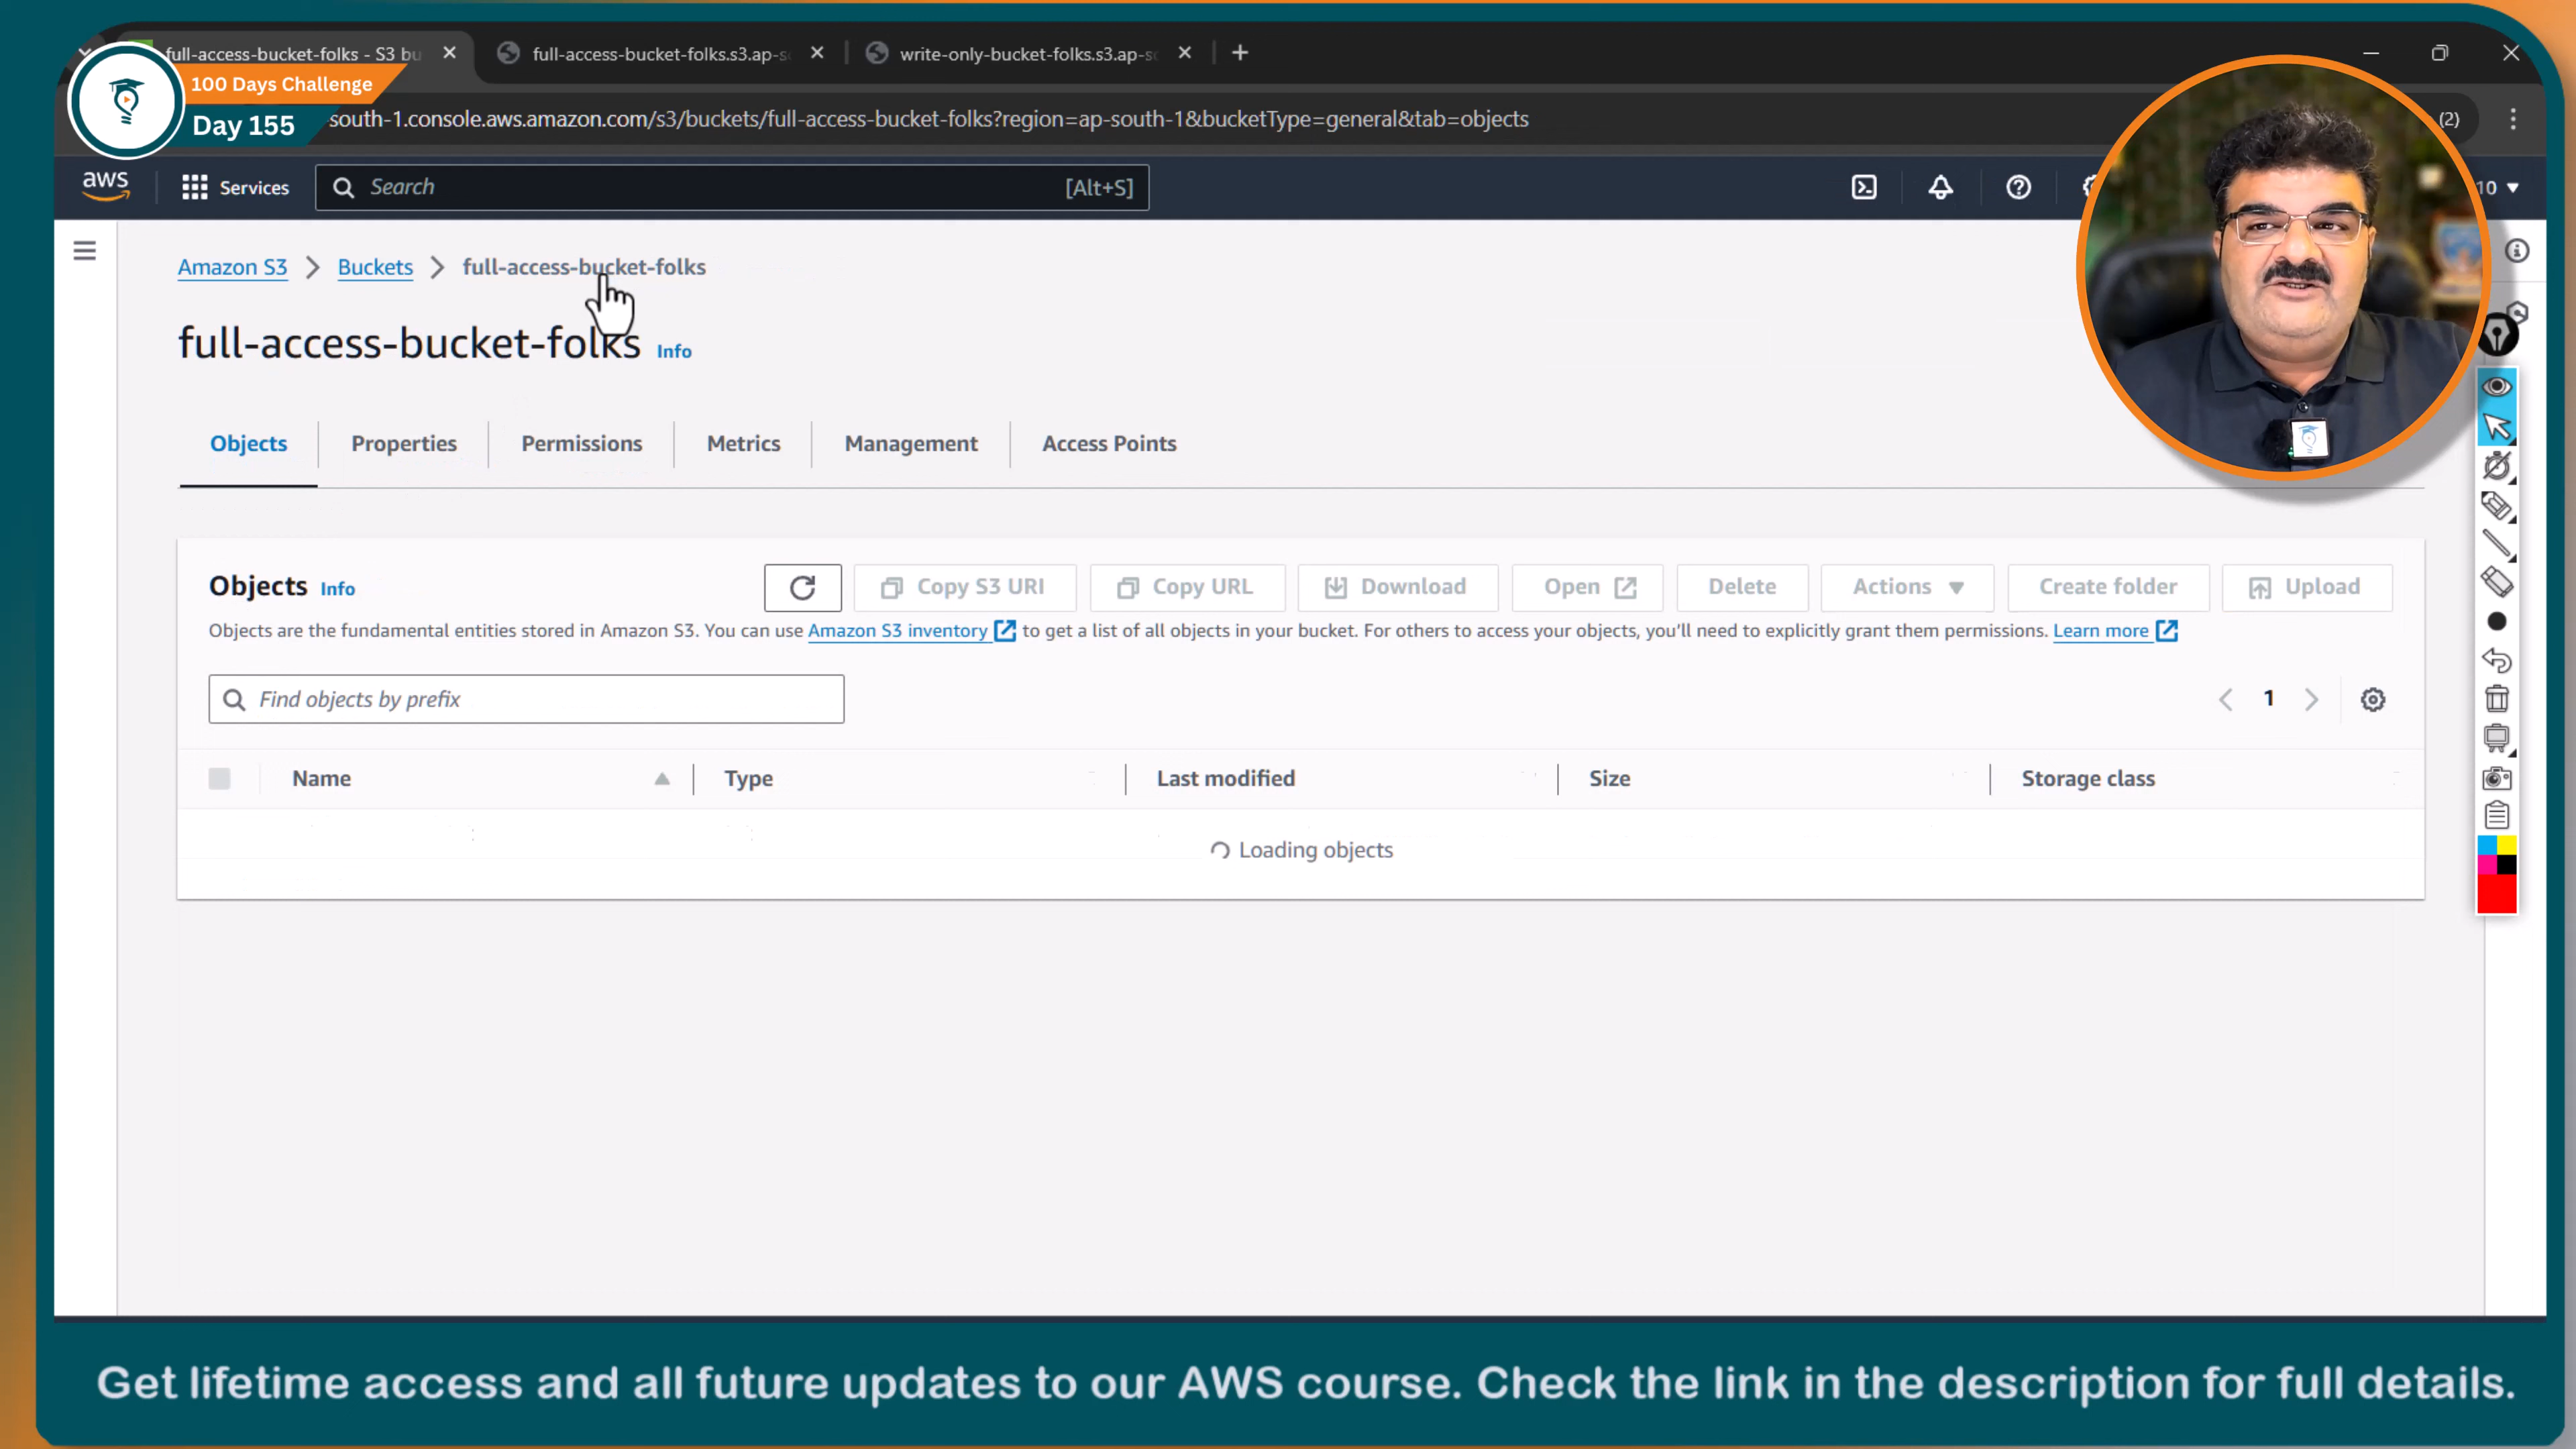 full-access-bucket-folks - S3 bu
full-access-bucket-folks.s3.ap-s
write-only-bucket-folks.s3.ap-s
100 Days Challenge
Day 155
south-1.console.aws.amazon.com/s3/buckets/full-access-bucket-folks?region=ap-south-1&bucketType=general&tab=objects
(2)
aws
Services
Search
[Alt+S]
10
Amazon S3 > Buckets > full-access-bucket-folks
full-access-bucket-folks Info
Objects
Properties
Permissions
Metrics
Management
Access Points
Objects Info
Copy S3 URI
Copy URL
Download
Open
Delete
Actions
Create folder
Upload
Objects are the fundamental entities stored in Amazon S3. You can use Amazon S3 inventory to get a list of all objects in your bucket. For others to access your objects, you'll need to explicitly grant them permissions. Learn more
Find objects by prefix
1
Name
Type
Last modified
Size
Storage class
Loading objects
Get lifetime access and all future updates to our AWS course. Check the link in the description for full details.